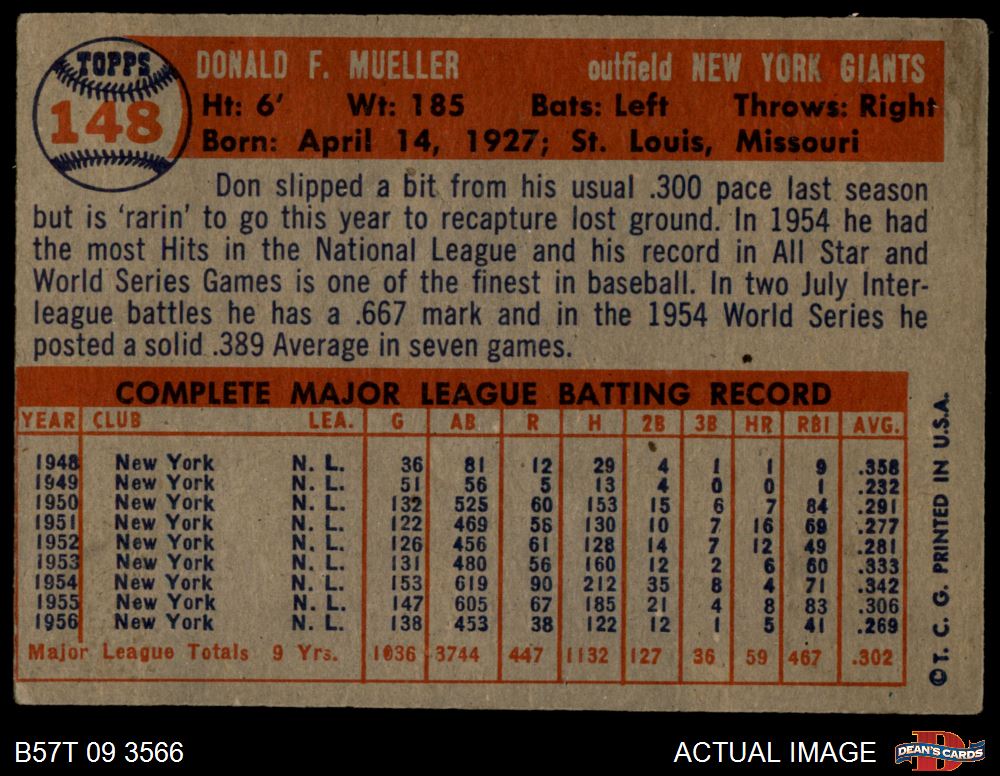 TOPPS
148
DONALD F. MUELLER outfield NEW YORK GIANTS
Ht: 6' Wt: 185 Bats: Left Throws: Right
Born: April 14, 1927; St. Louis, Missouri
Don slipped a bit from his usual .300 pace last season
but is 'rarin' to go this year to recapture lost ground. In 1954 he had
the most Hits in the National League and his record in All Star and
World Series Games is one of the finest in baseball. In two July Inter-
league battles he has a .667 mark and in the 1954 World Series he
posted a solid .389 Average in seven games.
COMPLETE MAJOR LEAGUE BATTING RECORD
YEAR CLUB LEA. G AB R H 2B 3B HR RBI AVG.
1948 New York N. L. 36 81 12 29 4 1 1 9 .358
1949 New York N. L. 51 56 5 13 4 0 0 1 .232
1950 New York N. L. 132 525 60 153 15 6 7 84 .291
1951 New York N. L. 122 469 56 130 10 7 16 69 .277
1952 New York N. L. 126 456 61 128 14 7 12 49 .281
1953 New York N. L. 131 480 56 160 12 2 6 60 .333
1954 New York N. L. 153 619 90 212 35 8 4 71 .342
1955 New York N. L. 147 605 67 185 21 4 8 83 .306
1956 New York N. L. 138 453 38 122 12 1 5 41 .269
Major League Totals 9 Yrs. 1036 3744 447 1132 127 36 59 467 .302
©T. C. G. PRINTED IN U.S.A.
B57T 09 3566 ACTUAL IMAGE D DEAN'S CARDS